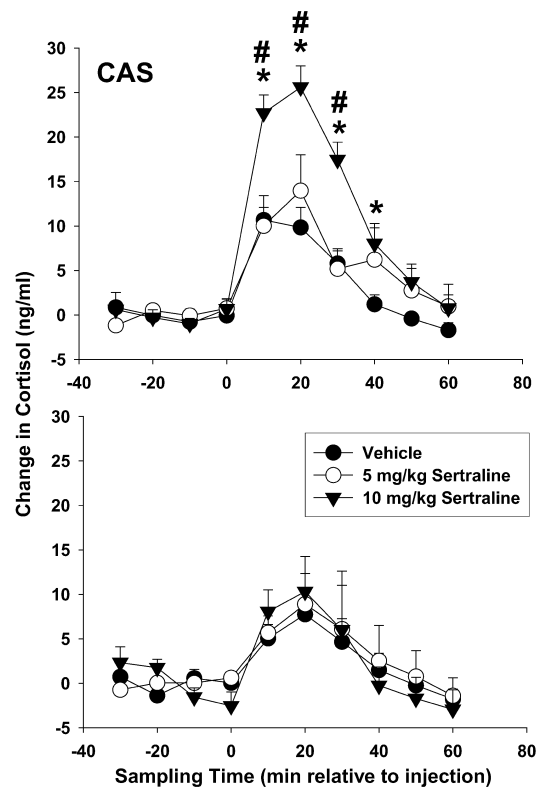 # # #
* * * *
CAS
30
25
20
15
10
5
0
-5
-40 -20 0 20 40 60 80
Change in Cortisol (ng/ml)
30
25
20
15
10
5
0
-5
Vehicle
5 mg/kg Sertraline
10 mg/kg Sertraline
-40 -20 0 20 40 60 80
Sampling Time (min relative to injection)